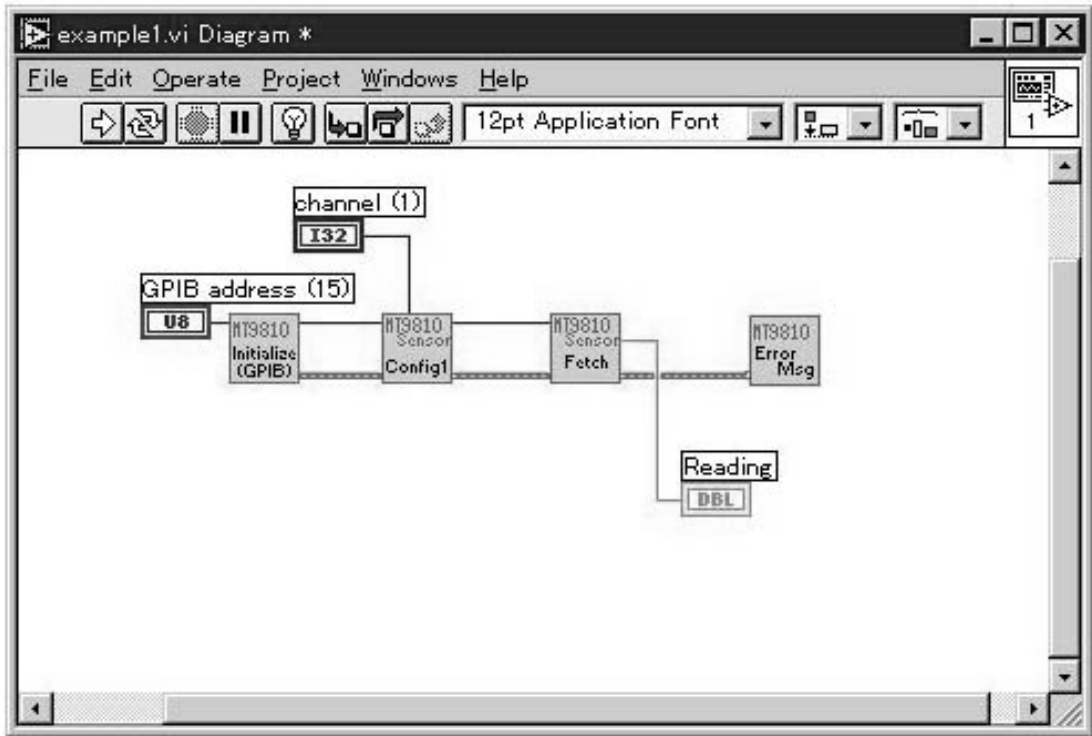 example1.vi Diagram *
File Edit Operate Project Windows Help
12pt Application Font
1
channel (1)
I32
GPIB address (15)
U8
MT9810
Initialize
(GPIB)
MT9810
Sensor
Config1
MT9810
Sensor
Fetch
MT9810
Error
Msg
Reading
DBL